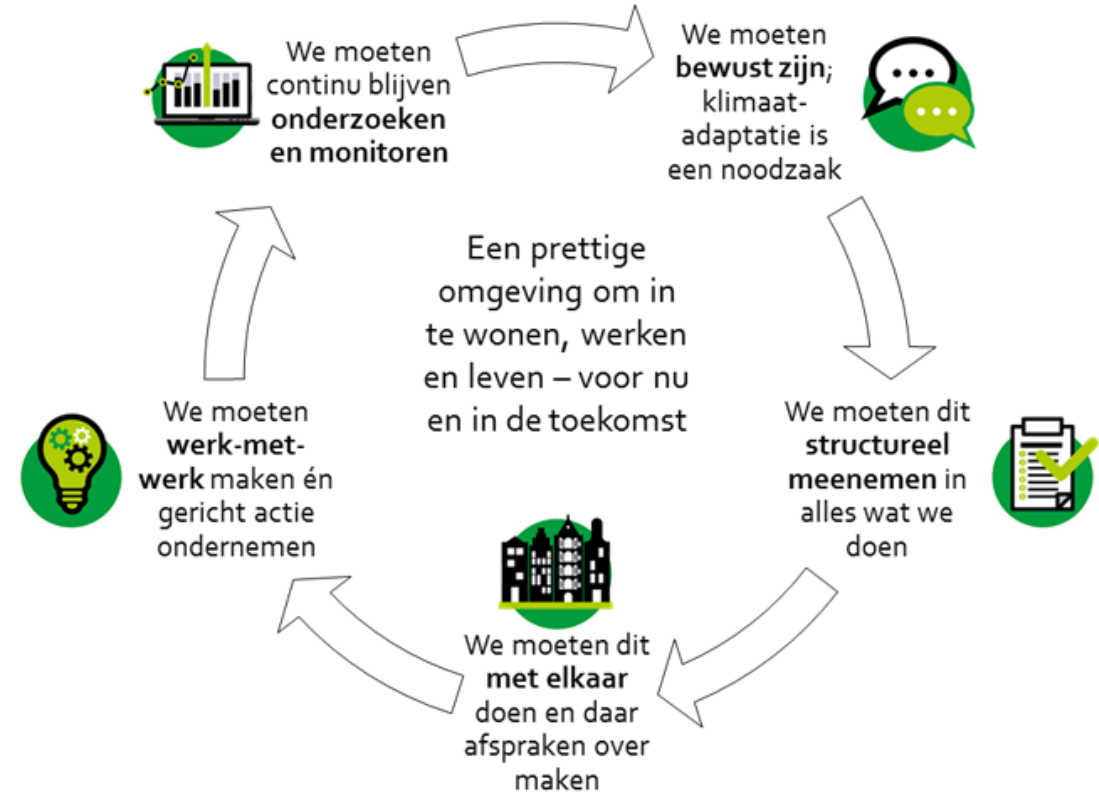 We moeten
continu blijven
onderzoeken
en monitoren
We moeten
bewust zijn;
klimaat-
adaptatie is
een noodzaak
Een prettige
omgeving om in
te wonen, werken
en leven – voor nu
en in de toekomst
We moeten dit
structureel
meenemen in
alles wat we
doen
We moeten dit
met elkaar
doen en daar
afspraken over
maken
We moeten
werk-met-
werk maken én
gericht actie
ondernemen